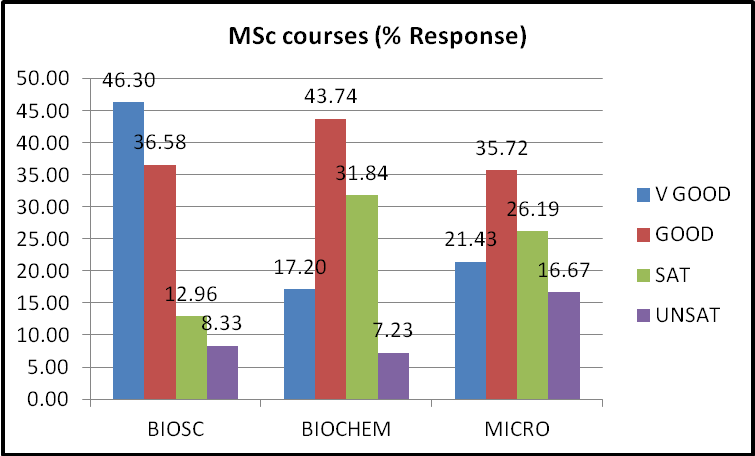 MSc courses (% Response)
50.00
45.00
40.00
35.00
30.00
25.00
20.00
15.00
10.00
5.00
0.00
46.30
36.58
12.96
8.33
17.20
43.74
31.84
7.23
21.43
35.72
26.19
16.67
BIOSC
BIOCHEM
MICRO
V GOOD
GOOD
SAT
UNSAT